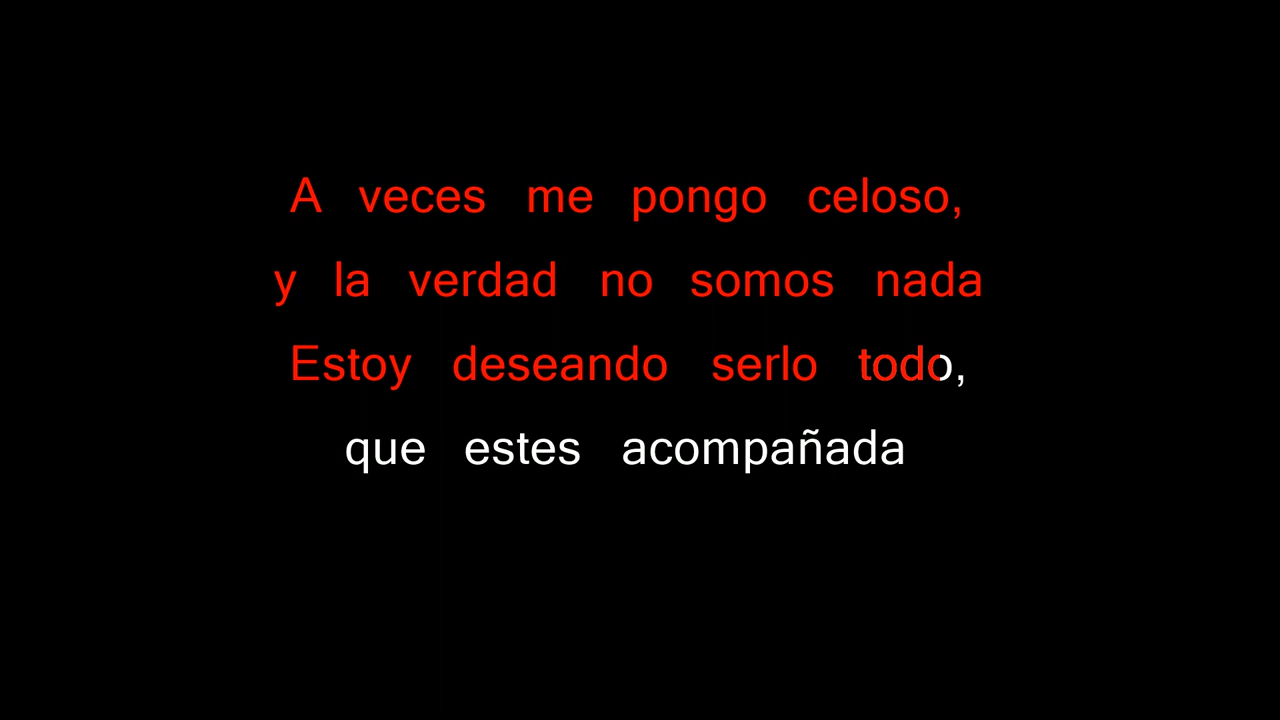 A veces me pongo celoso,
y la verdad no somos nada
Estoy deseando serlo todo,
que estes acompañada